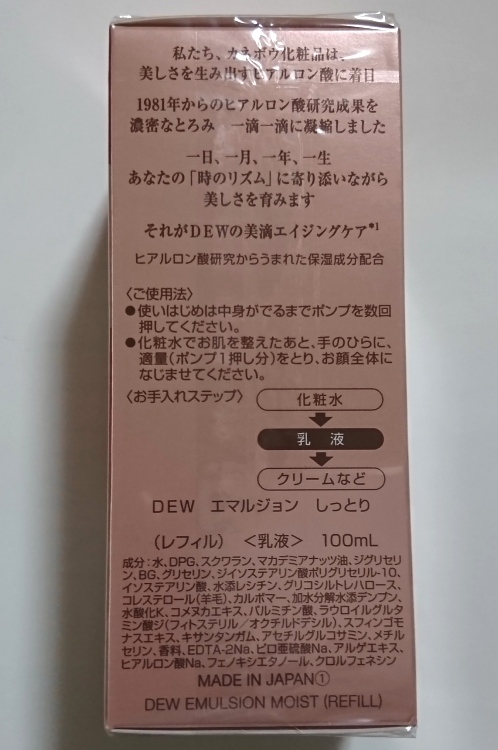 私たち、カネボウ化粧品は、
美しさを生み出すヒアルロン酸に着目
1981年からのヒアルロン酸研究成果を
濃密なとろみ 一滴一滴に凝縮しました
一日、一月、一年、一生
あなたの「時のリズム」に寄り添いながら
美しさを育みます
それがDEWの美滴エイジングケア*1
ヒアルロン酸研究からうまれた保湿成分配合
〈ご使用法〉
●使いはじめは中身がでるまでポンプを数回
押してください。
●化粧水でお肌を整えたあと、手のひらに、
適量(ポンプ1押し分)をとり、お顔全体に
なじませてください。
〈お手入れステップ〉
化粧水
乳 液
クリームなど
DEW エマルジョン しっとり
(レフィル) <乳液> 100mL
成分:水、DPG、スクワラン、マカデミアナッツ油、ジグリセリ
ン、BG、グリセリン、ジイソステアリン酸ポリグリセリル-10、
イソステアリン酸、水添レシチン、グリコシルトレハロース、
コレステロール(羊毛)、カルボマー、加水分解水添デンプン、
水酸化K、コメヌカエキス、パルミチン酸、ラウロイルグルタ
ミン酸ジ(フィトステリル/オクチルドデシル)、スフィンゴモ
ナスエキス、キサンタンガム、アセチルグルコサミン、メチル
セリン、香料、EDTA-2Na、ピロ亜硫酸Na、アルゲエキス、
ヒアルロン酸Na、フェノキシエタノール、クロルフェネシン
MADE IN JAPAN①
DEW EMULSION MOIST (REFILL)